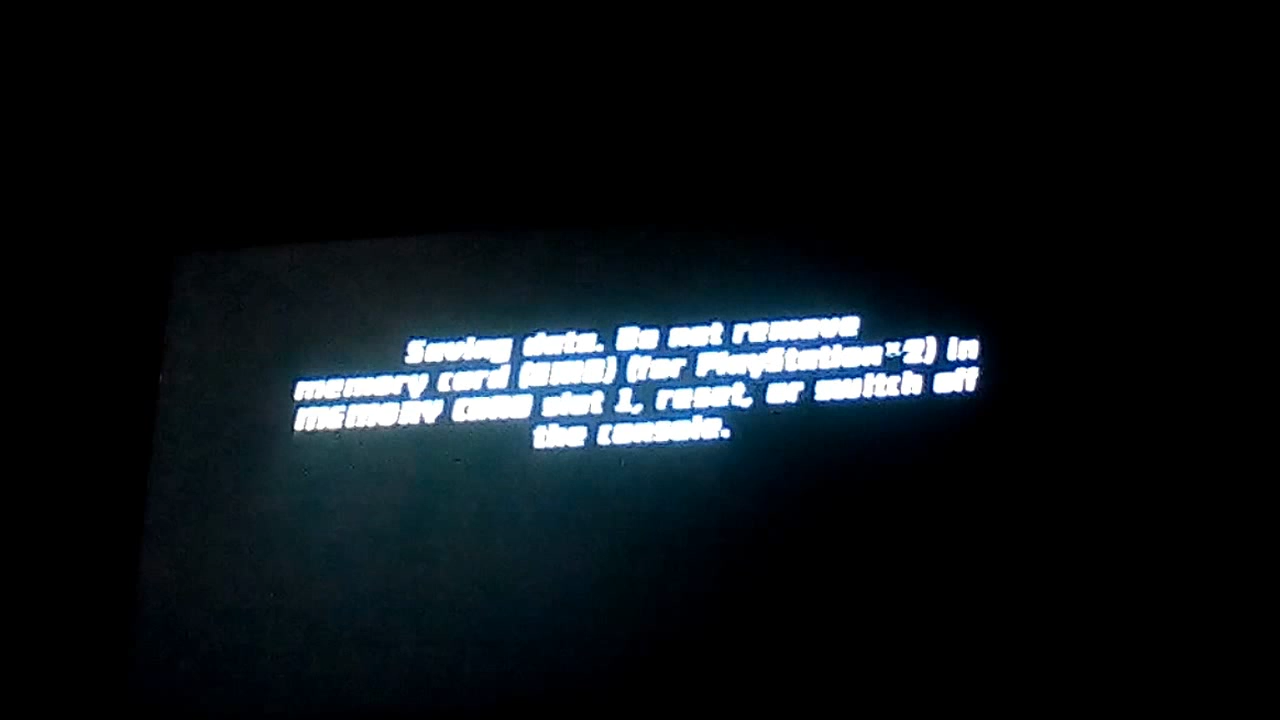 Saving data. Do not remove
memory card (8MB) (for PlayStation®2) in
MEMORY CARD slot 1, reset, or switch off
the console.